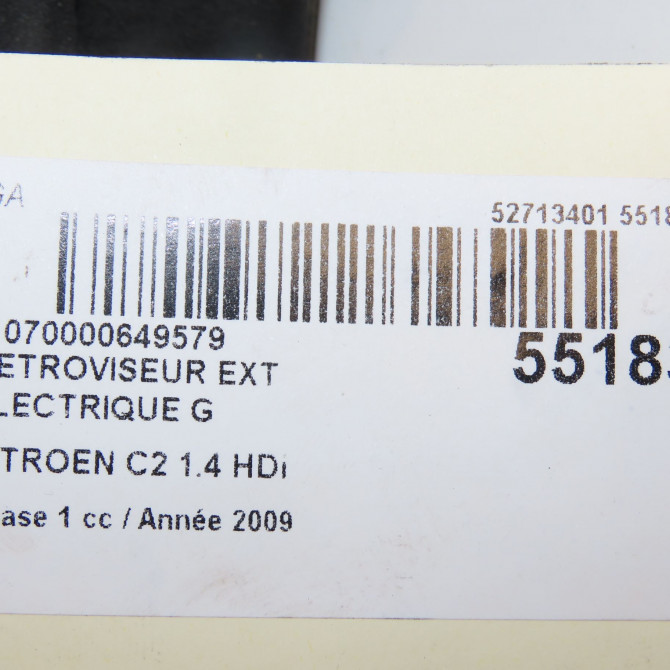 GA
52713401 5518
070000649579
ETROVISEUR EXT
5518
LECTRIQUE G
TROEN C2 1.4 HDi
ase 1 cc / Année 2009